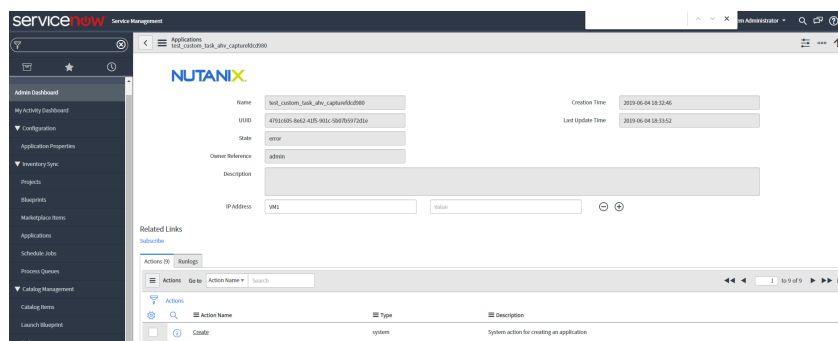 servicenow Service Management
om Administrator
Applications
test_custom_task_ahv_capturefdcd980
Admin Dashboard
My Activity Dashboard
Configuration
Application Properties
Inventory Sync
Projects
Blueprints
Marketplace Items
Applications
Schedule Jobs
Process Queues
Catalog Management
Catalog Items
Launch Blueprint
NUTANIX
Name test_custom_task_ahv_capturefdcd980 Creation Time 2019-06-04 18:32:46
UUID 4791c605-8e62-41f5-901c-5b07b5972d1e Last Update Time 2019-06-04 18:33:52
State error
Owner Reference admin
Description
IP Address VM1 Value
Related Links
Subscribe
Actions (9) Runlogs
Actions Go to Action Name Search 1 to 9 of 9
Actions
Action Name Type Description
Create system System action for creating an application